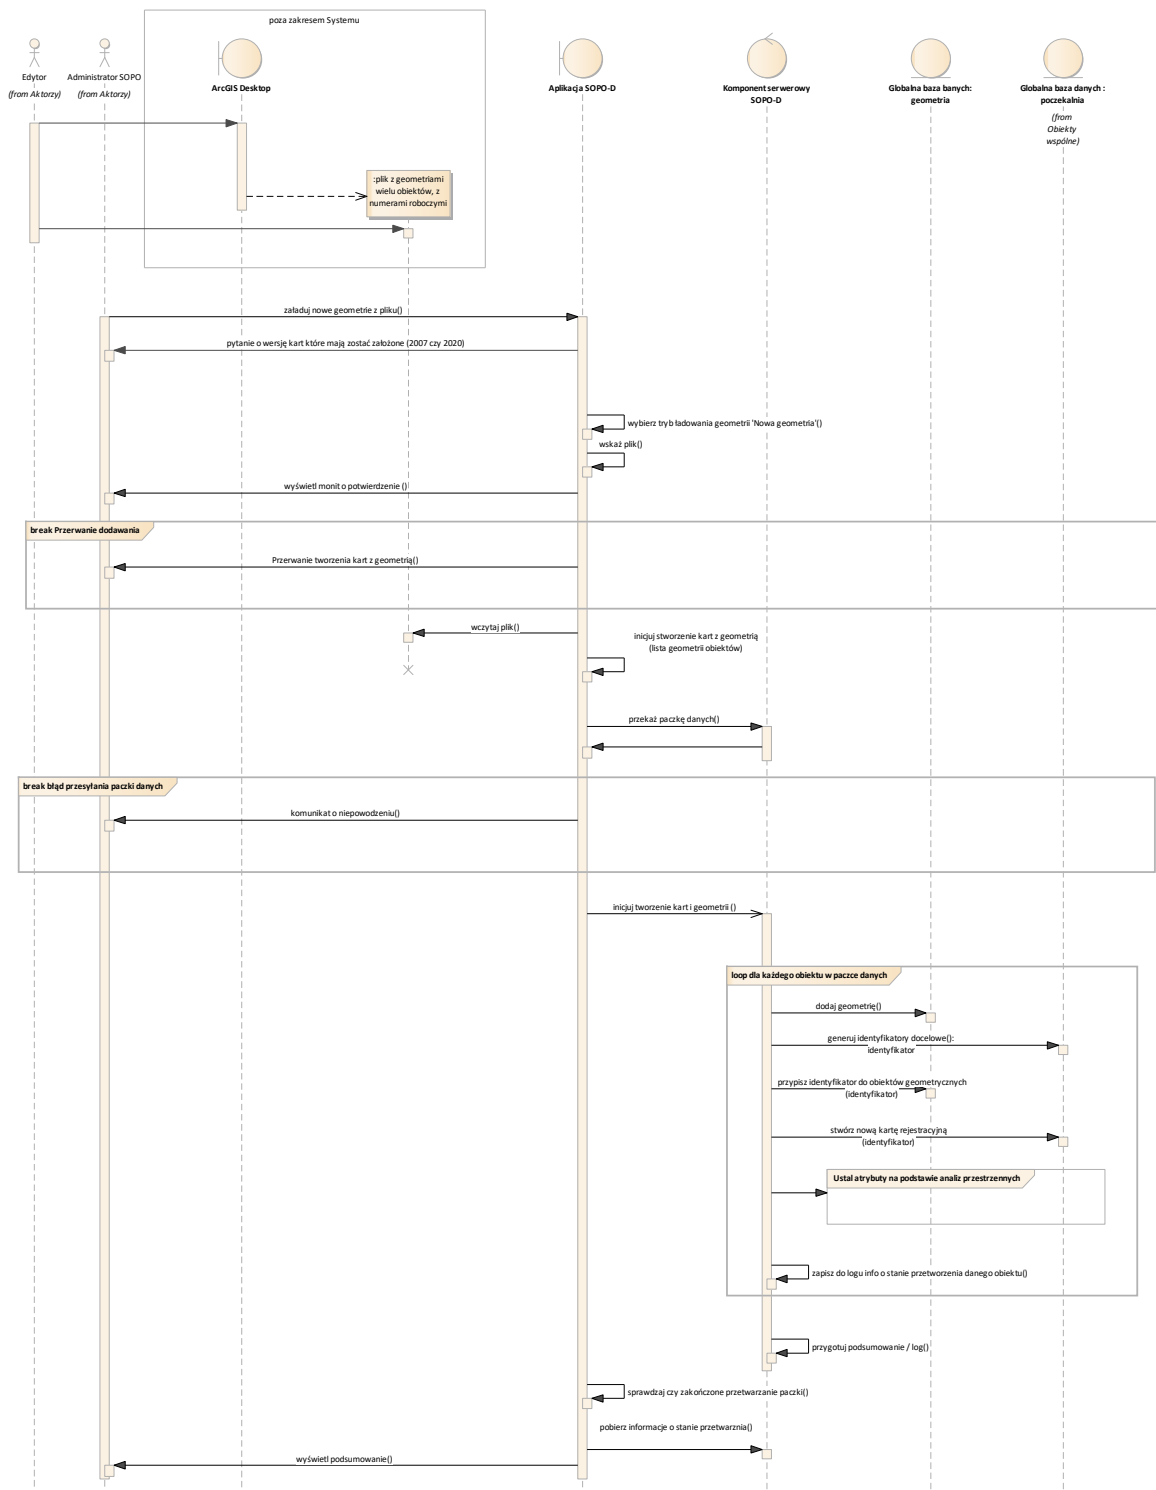 poza zakresem Systemu
Edytor
(from Aktorzy)
Administrator SOPO
(from Aktorzy)
ArcGIS Desktop
Aplikacja SOPO-D
Komponent serwerowy
SOPO-D
Globalna baza banych:
geometria
Globalna baza danych :
poczekalnia
(from
Obiekty
wspólne)
:plik z geometriami
wielu obiektów, z
numerami roboczymi
załaduj nowe geometrie z pliku()
pytanie o wersję kart które mają zostać założone (2007 czy 2020)
wybierz tryb ładowania geometrii 'Nowa geometria'()
wskaż plik()
wyświetl monit o potwierdzenie ()
break Przerwanie dodawania
Przerwanie tworzenia kart z geometrią()
wczytaj plik()
inicjuj stworzenie kart z geometrią
(lista geometrii obiektów)
przekaż paczkę danych()
break błąd przesyłania paczki danych
komunikat o niepowodzeniu()
inicjuj tworzenie kart i geometrii ()
loop dla każdego obiektu w paczce danych
dodaj geometrię()
generuj identyfikatory docelowe():
identyfikator
przypisz identyfikator do obiektów geometrycznych
(identyfikator)
stwórz nową kartę rejestracyjną
(identyfikator)
Ustal atrybuty na podstawie analiz przestrzennych
zapisz do logu info o stanie przetworzenia danego obiektu()
przygotuj podsumowanie / log()
sprawdzaj czy zakończone przetwarzanie paczki()
pobierz informacje o stanie przetwarznia()
wyświetl podsumowanie()